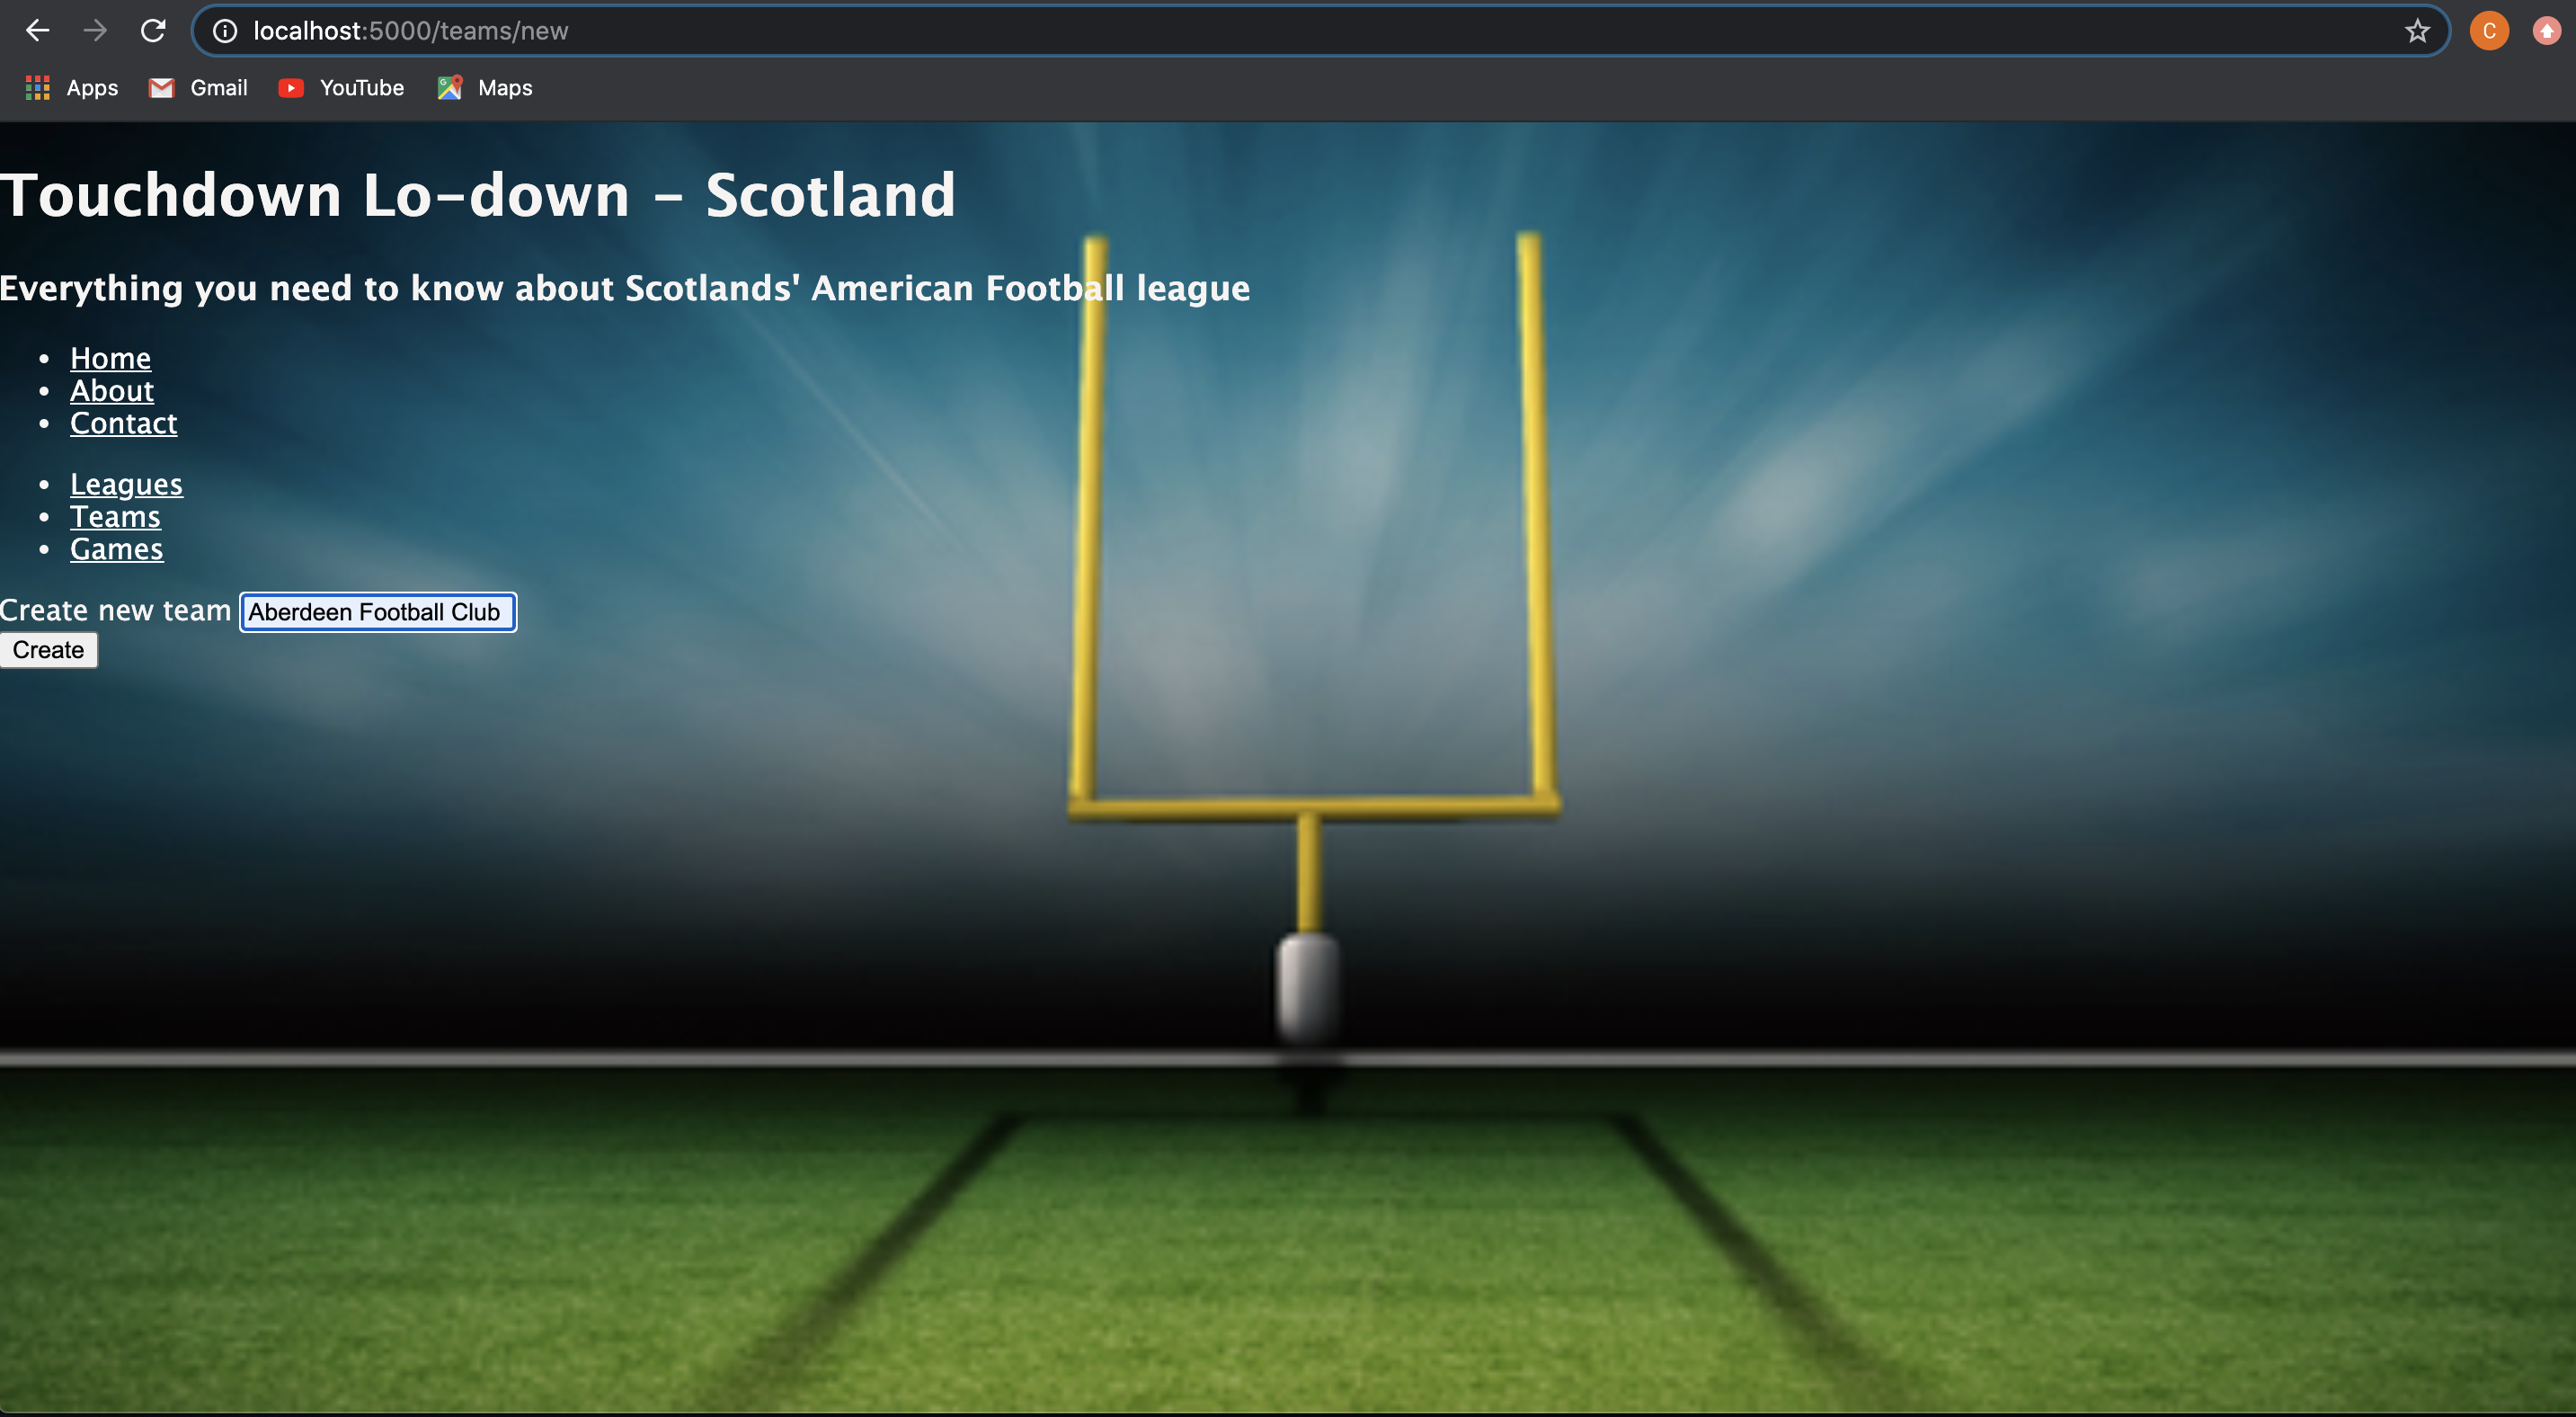 localhost:5000/teams/new
C
Apps Gmail YouTube Maps
Touchdown Lo-down - Scotland
Everything you need to know about Scotlands' American Football league
Home
About
Contact
Leagues
Teams
Games
Create new team Aberdeen Football Club
Create